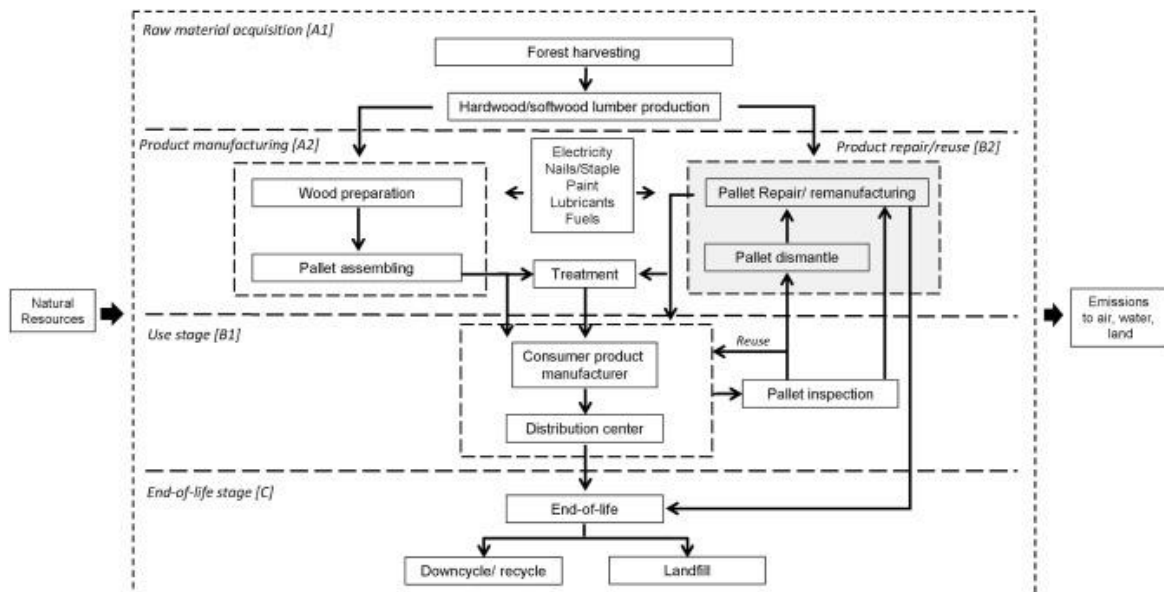 Raw material acquisition [A1]
Forest harvesting
Hardwood/softwood lumber production
Product manufacturing [A2]
Product repair/reuse [B2]
Electricity
Nails/Staple
Paint
Lubricants
Fuels
Wood preparation
Pallet Repair/ remanufacturing
Pallet dismantle
Pallet assembling
Treatment
Natural
Resources
Emissions
to air, water,
land
Use stage [B1]
Reuse
Consumer product
manufacturer
Pallet inspection
Distribution center
End-of-life stage [C]
End-of-life
Downcycle/ recycle
Landfill